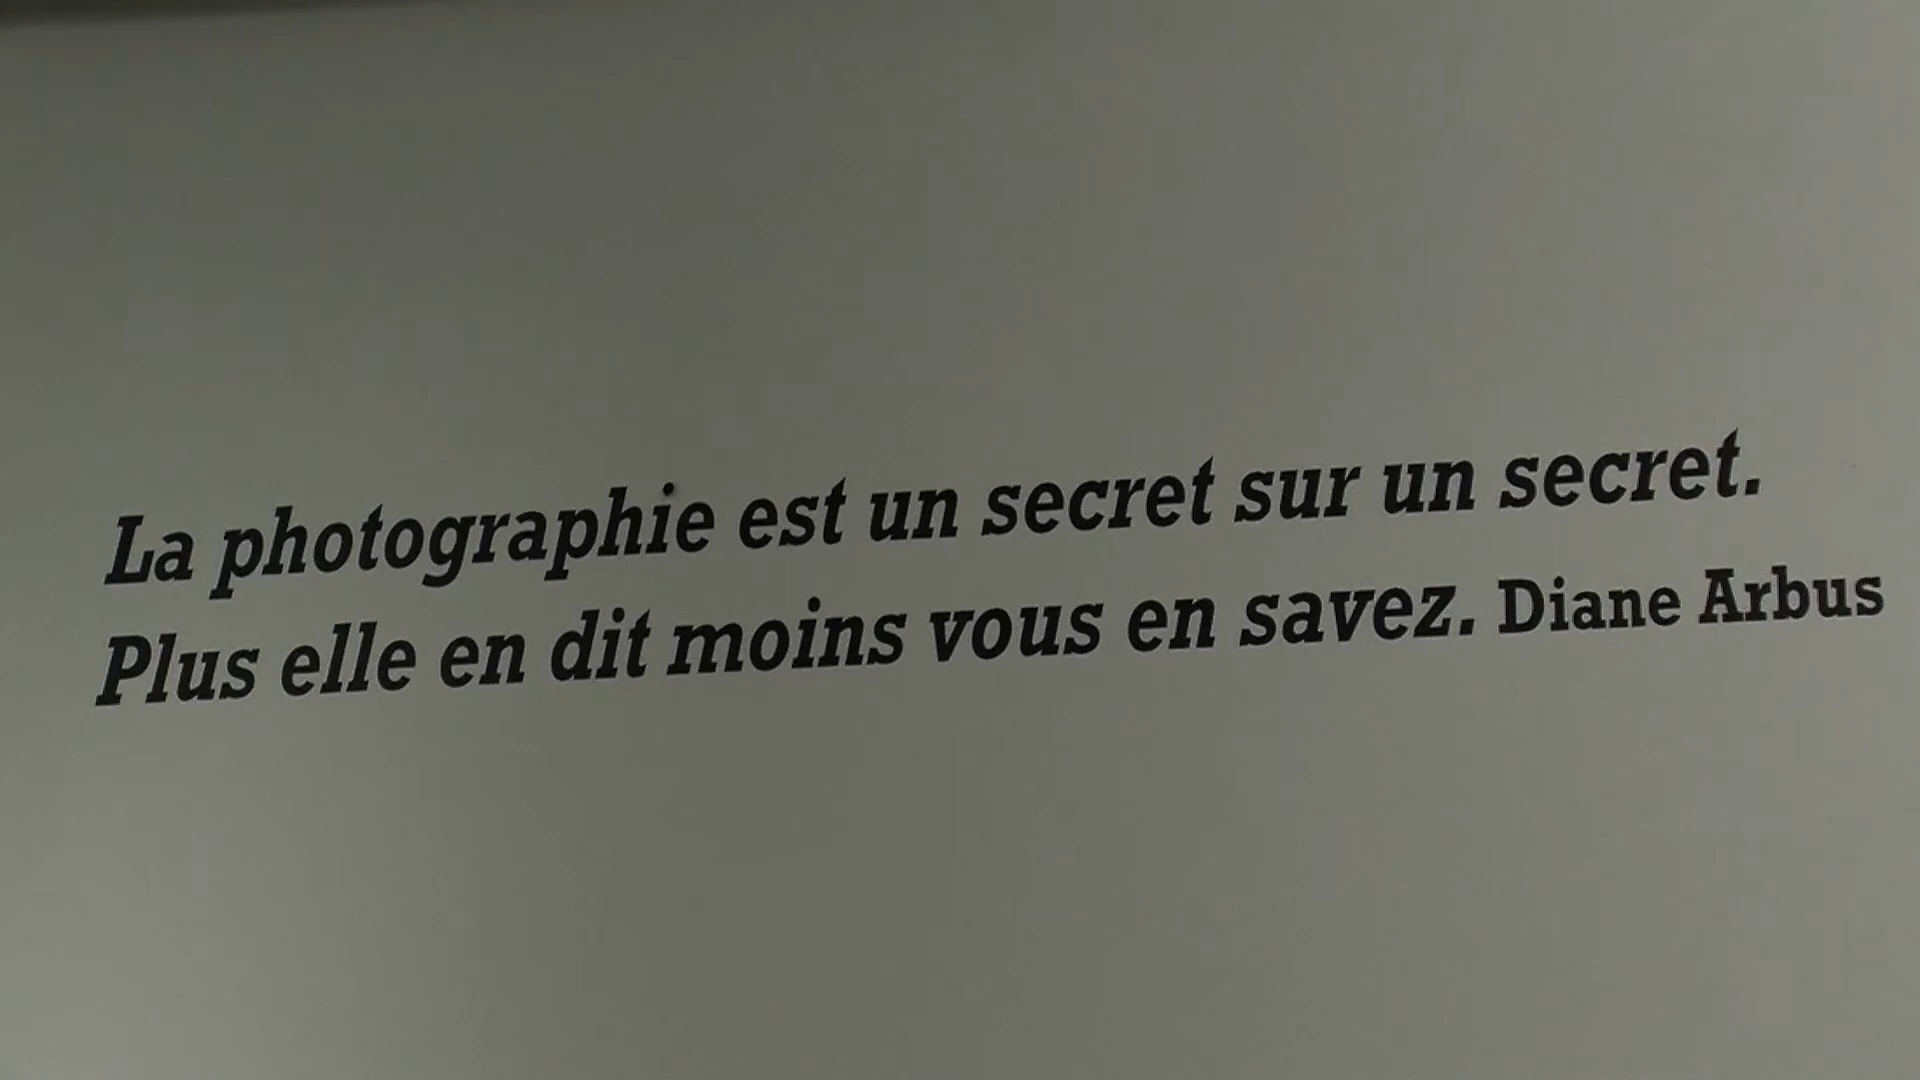 La photographie est un secret sur un secret.
Plus elle en dit moins vous en savez. Diane Arbus